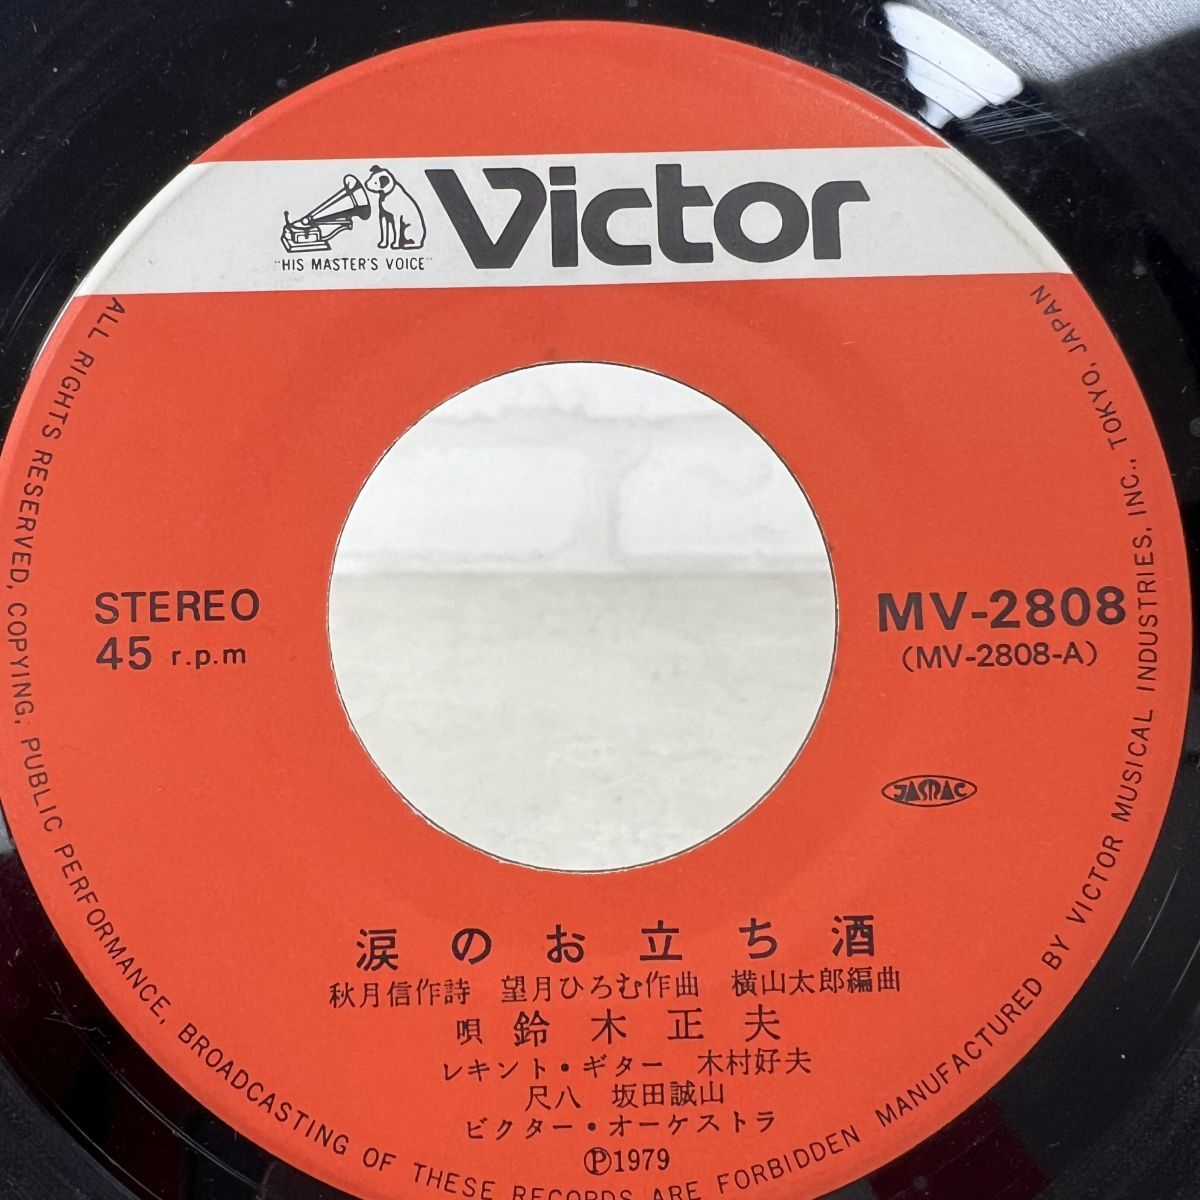 Victor
"HIS MASTER'S VOICE"
STEREO
45 r.p.m
MV-2808
(MV-2808-A)
JASRAC
涙のお立ち酒
秋月信作詩 望月ひろむ作曲 横山太郎編曲
唄 鈴木正夫
レキント・ギター 木村好夫
尺八 坂田誠山
ビクター・オーケストラ
Ⓟ1979
ALL RIGHTS RESERVED, COPYING, PUBLIC PERFORMANCE, BROADCASTING OF THESE RECORDS ARE FORBIDDEN MANUFACTURED BY VICTOR MUSICAL INDUSTRIES, INC., TOKYO, JAPAN